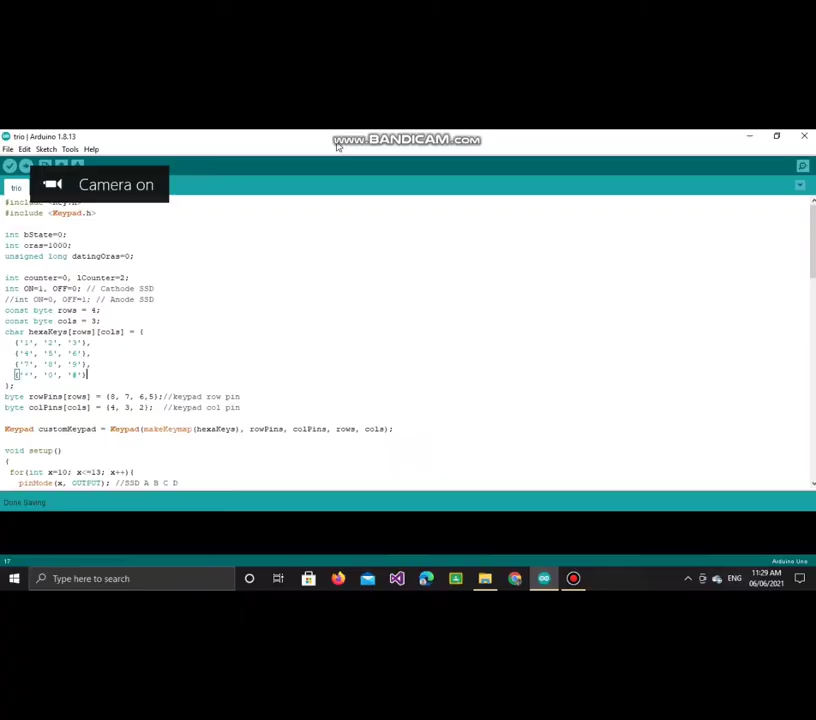 trio | Arduino 1.8.13
www.BANDICAM.com
File Edit Sketch Tools Help
Camera on
trio
#include <Key.h>
#include <Keypad.h>
int bState=0;
int oras=1000;
unsigned long datingOras=0;
int counter=0, lCounter=2;
int ON=1, OFF=0; // Cathode SSD
//int ON=0, OFF=1; // Anode SSD
const byte rows = 4;
const byte cols = 3;
char hexaKeys[rows][cols] = {
{'1', '2', '3'},
{'4', '5', '6'},
{'7', '8', '9'},
{'*', '0', '#'}
};
byte rowPins[rows] = {8, 7, 6,5};//keypad row pin
byte colPins[cols] = {4, 3, 2}; //keypad col pin
Keypad customKeypad = Keypad(makeKeymap(hexaKeys), rowPins, colPins, rows, cols);
void setup()
{
for(int x=10; x<=13; x++){
pinMode(x, OUTPUT); //SSD A B C D
Done Saving
17
Arduino Uno
Type here to search
ENG
11:29 AM
06/06/2021